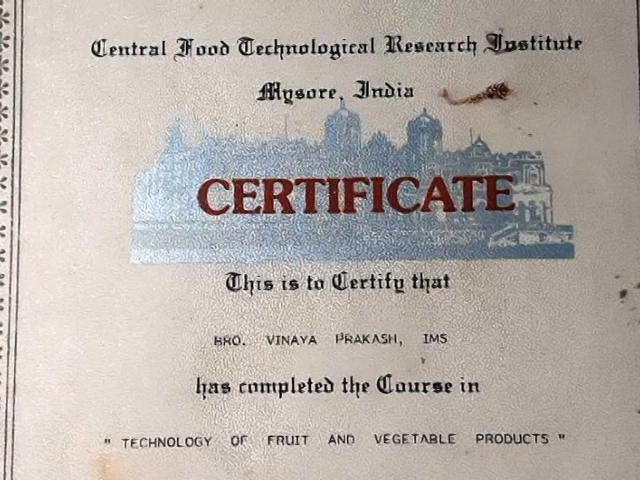 Central Food Technological Research Institute
Mysore, India
CERTIFICATE
This is to Certify that
BRO. VINAYA PRAKASH, IMS
has completed the Course in
" TECHNOLOGY OF FRUIT AND VEGETABLE PRODUCTS "